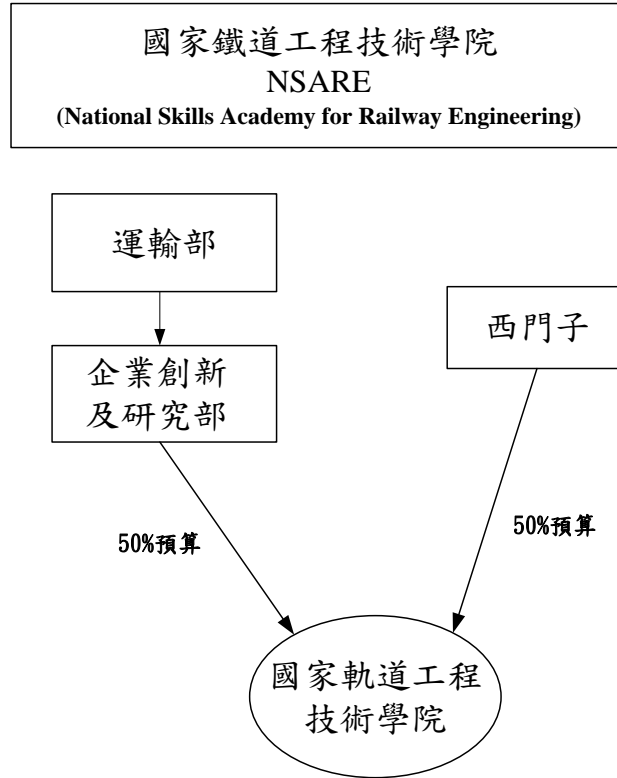 國家鐵道工程技術學院
NSARE
(National Skills Academy for Railway Engineering)
運輸部
西門子
企業創新
及研究部
50%預算
50%預算
國家軌道工程
技術學院